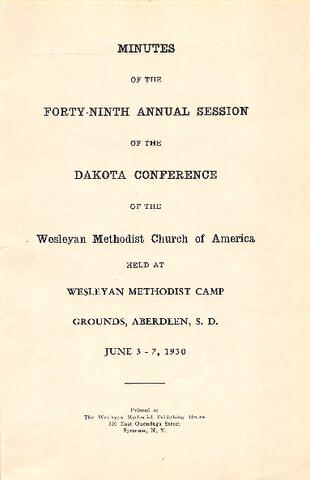 MINUTES
OF THE
FORTY-NINTH ANNUAL SESSION
OF THE
DAKOTA CONFERENCE
OF THE
Wesleyan Methodist Church of America
HELD AT
WESLEYAN METHODIST CAMP
GROUNDS, ABERDEEN, S. D.
JUNE 3 - 7, 1930
Printed at
The Wesleyan Methodist Publishing House
East Onondaga Street
Syracuse, N. Y.